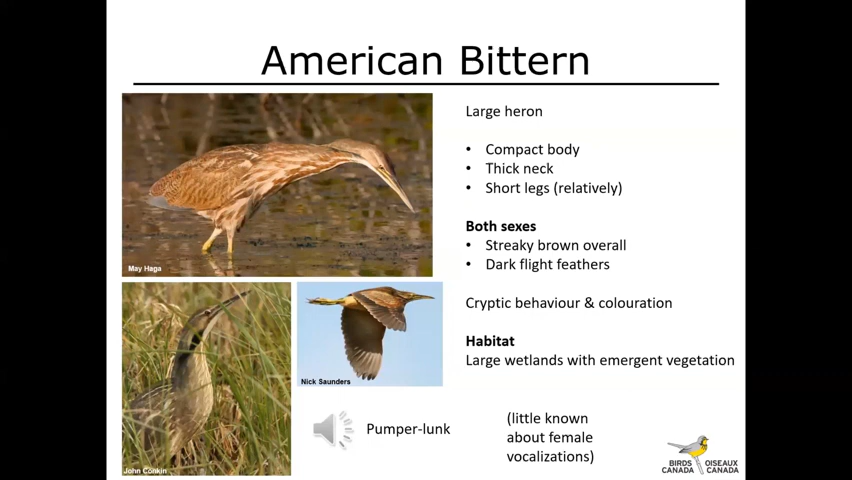 American Bittern
Large heron
• Compact body
• Thick neck
• Short legs (relatively)
Both sexes
• Streaky brown overall
• Dark flight feathers
Cryptic behaviour & colouration
Habitat
Large wetlands with emergent vegetation
May Haga
Nick Saunders
John Conkin
Pumper-lunk
(little known
about female
vocalizations)
BIRDS OISEAUX
CANADA CANADA